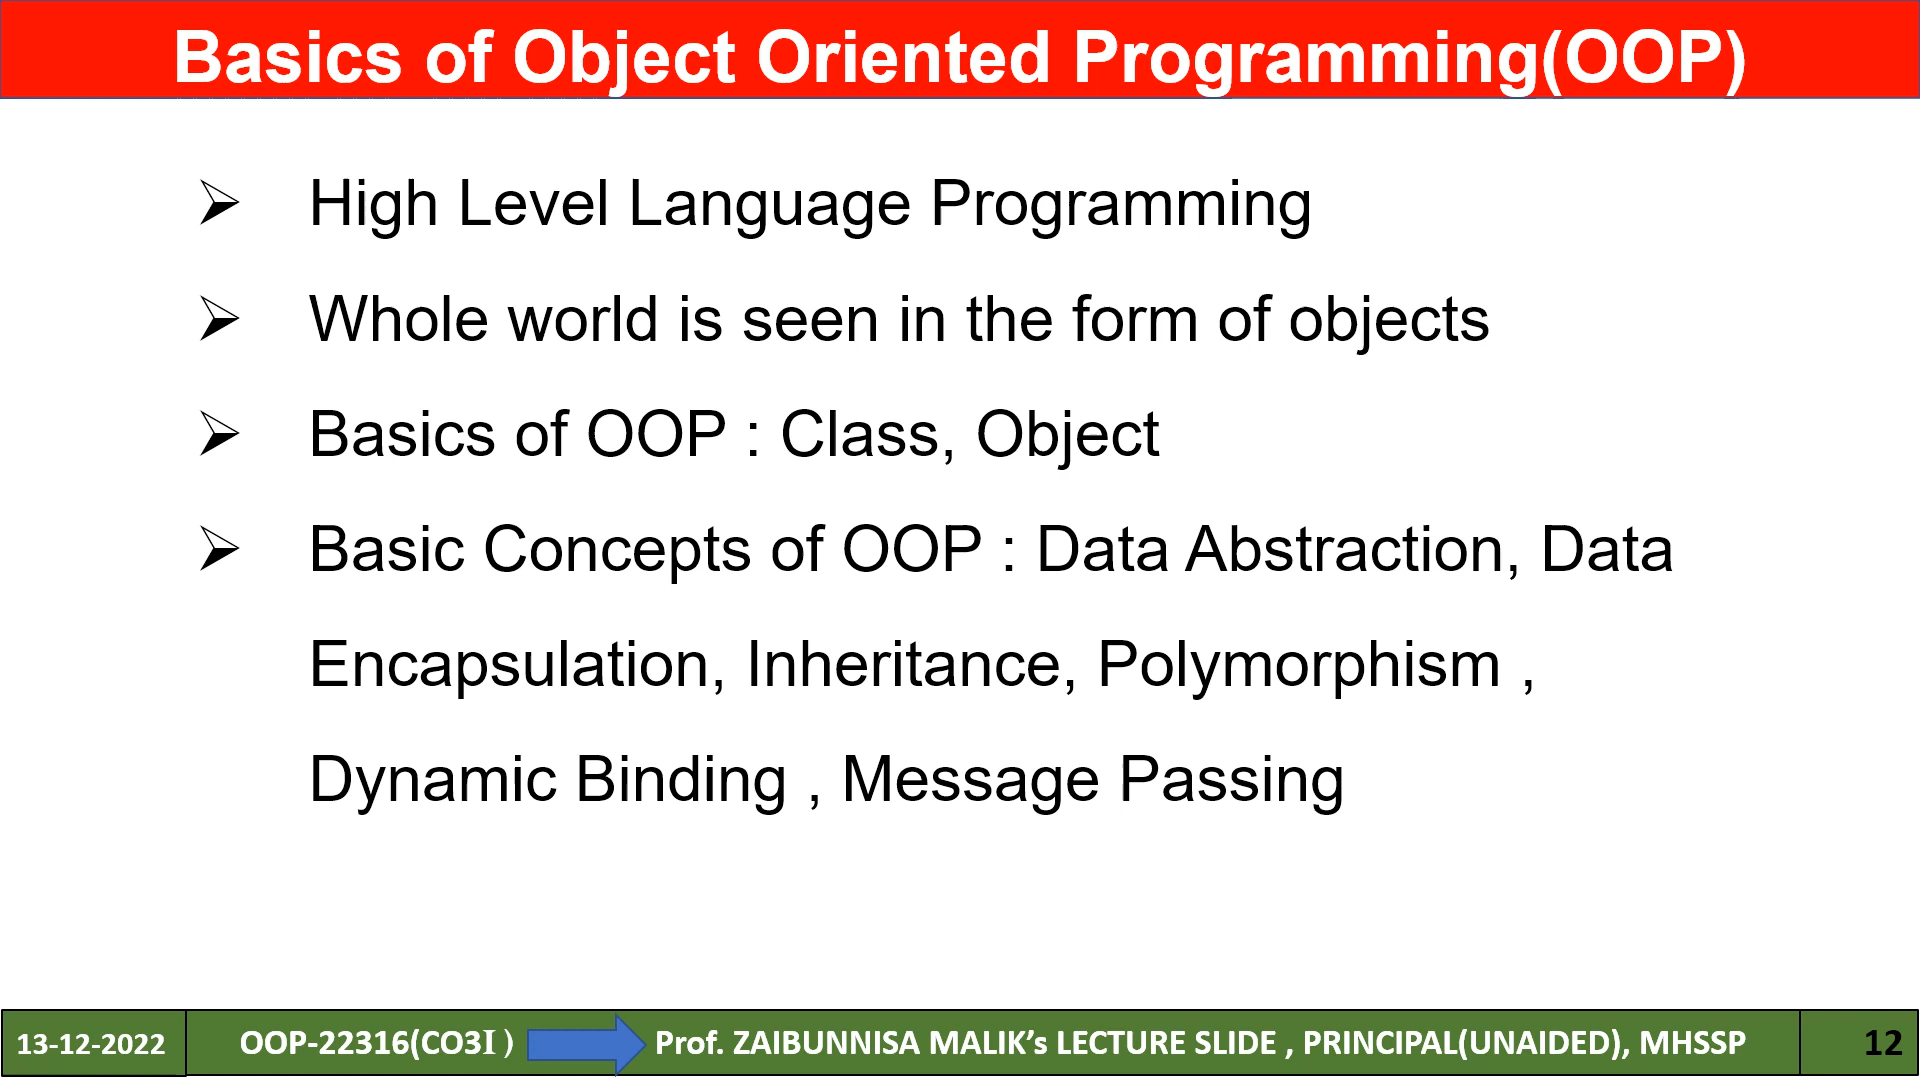 Basics of Object Oriented Programming(OOP)
➢ High Level Language Programming
➢ Whole world is seen in the form of objects
➢ Basics of OOP : Class, Object
➢ Basic Concepts of OOP : Data Abstraction, Data
Encapsulation, Inheritance, Polymorphism ,
Dynamic Binding , Message Passing
13-12-2022
OOP-22316(CO3I )
Prof. ZAIBUNNISA MALIK’s LECTURE SLIDE , PRINCIPAL(UNAIDED), MHSSP
12